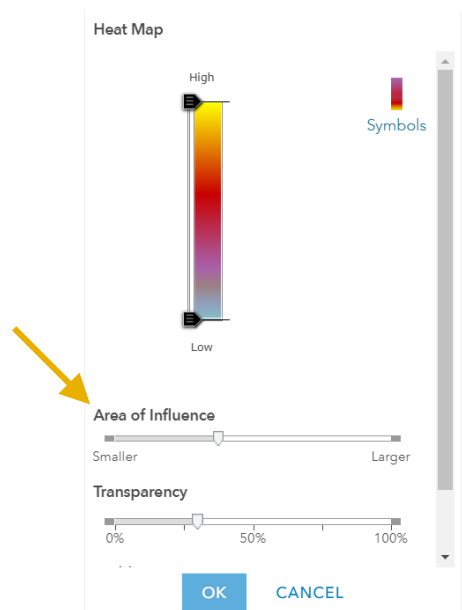 Heat Map
High
Symbols
Low
Area of Influence
Smaller Larger
Transparency
0% 50% 100%
OK CANCEL